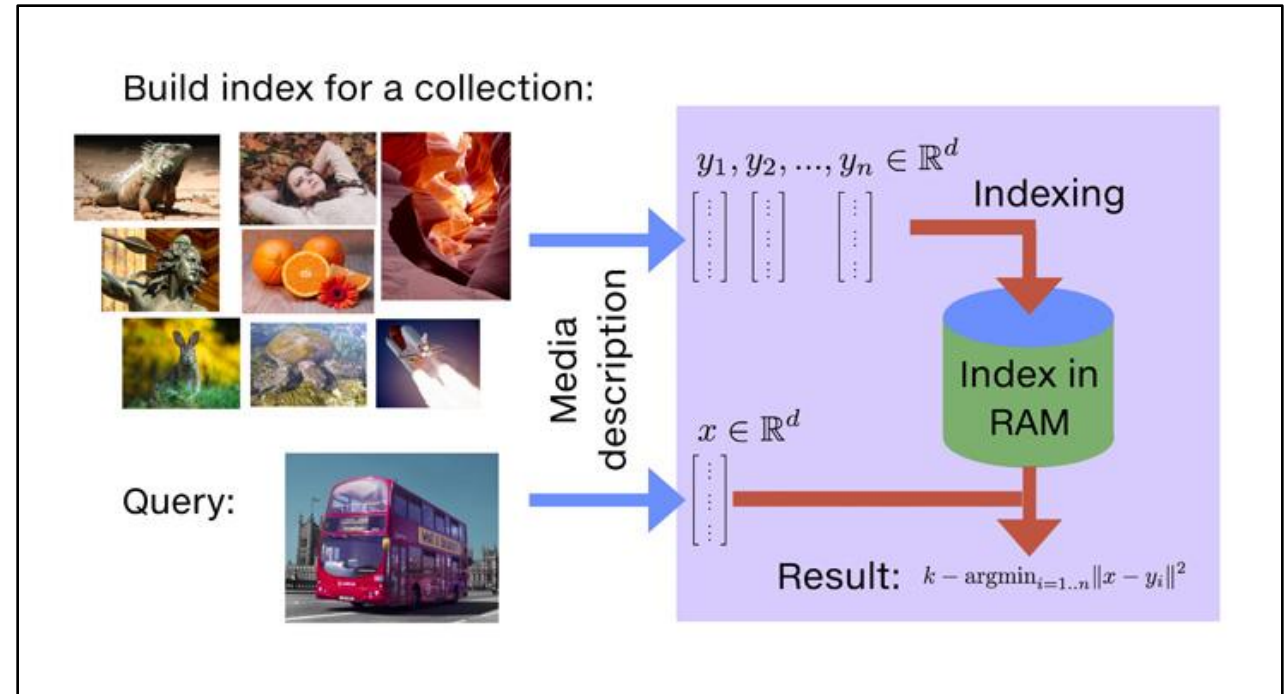 Build index for a collection:
y₁, y₂, ..., yₙ ∈ ℝᵈ
Indexing
Media
description
Index in
RAM
x ∈ ℝᵈ
Query:
Result: k − argminᵢ₌₁..ₙ‖x − yᵢ‖²